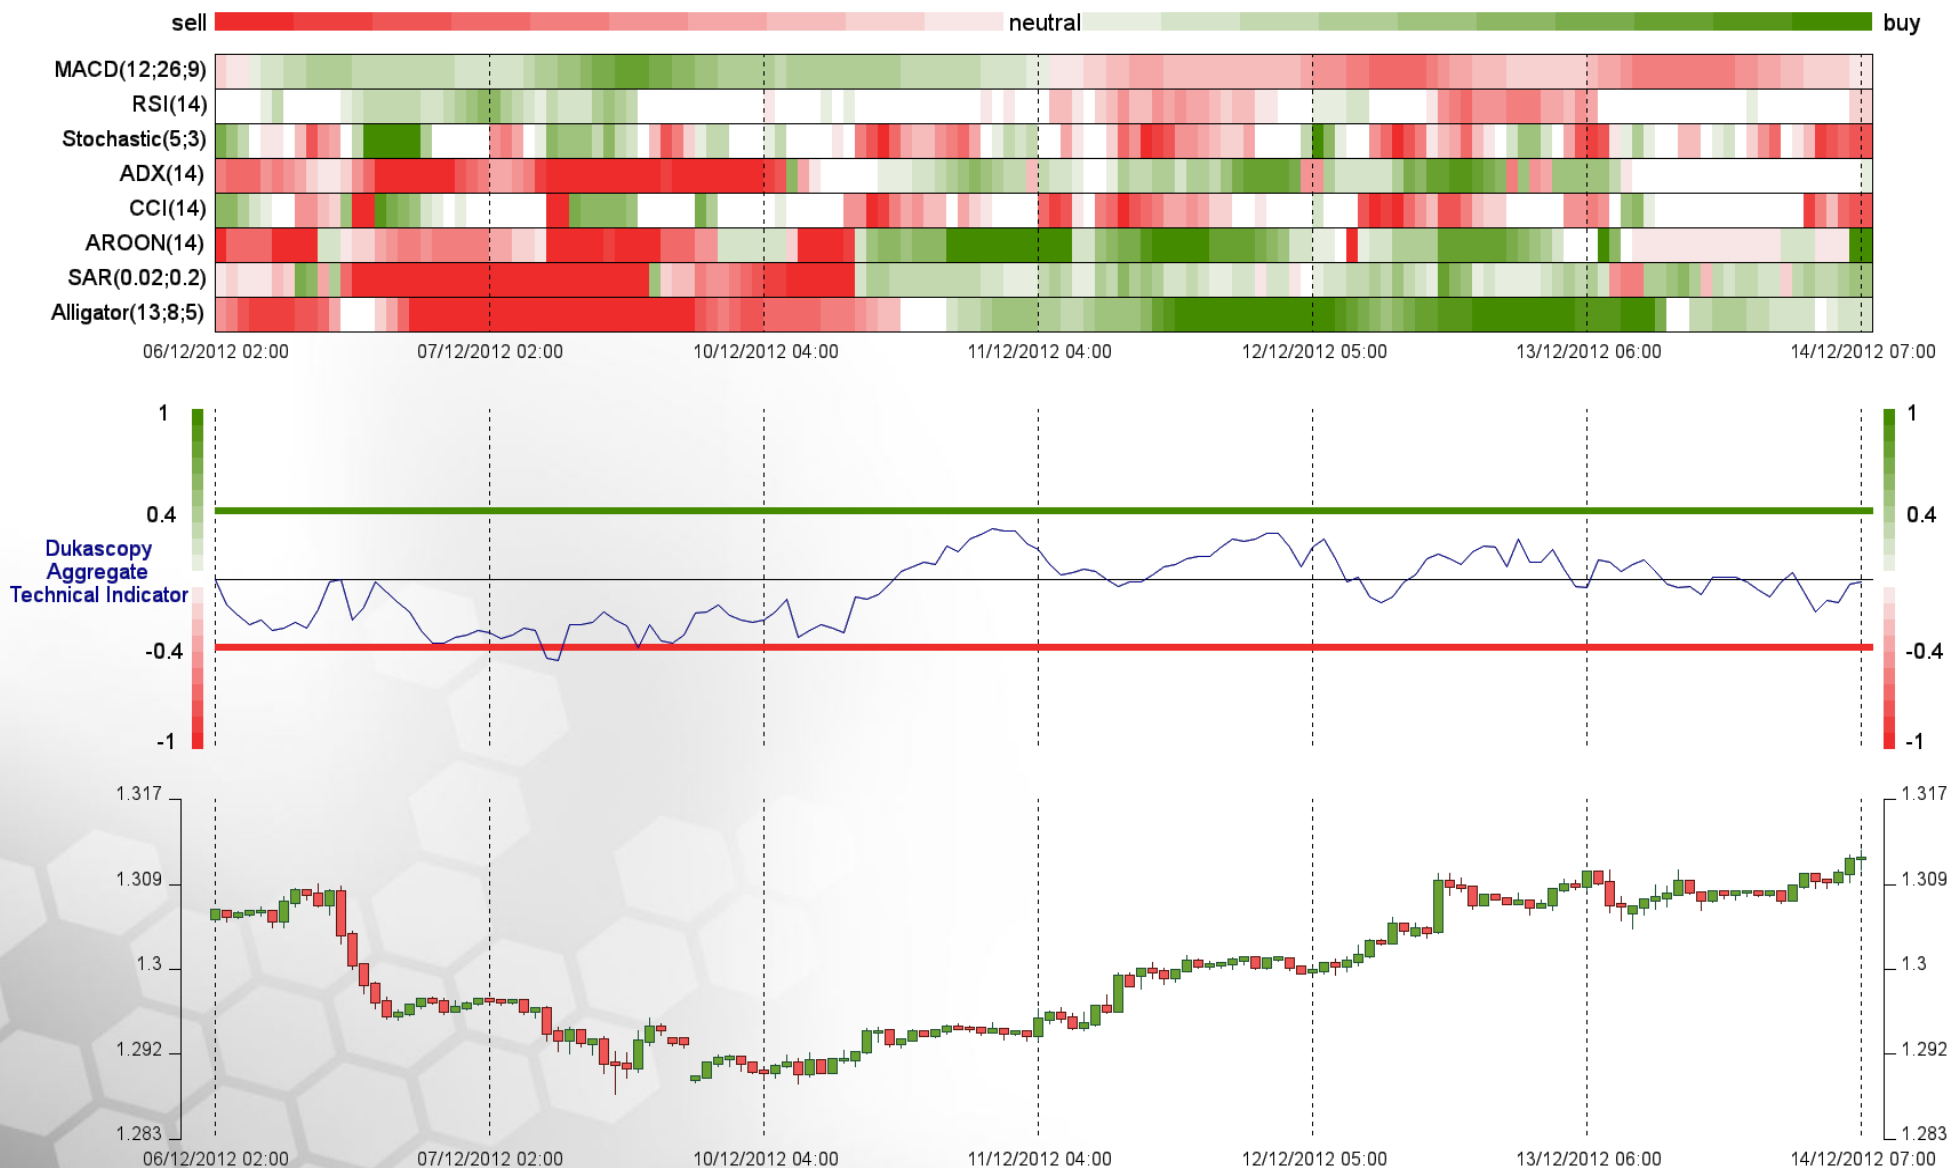 sell neutral buy
MACD(12;26;9)
RSI(14)
Stochastic(5;3)
ADX(14)
CCI(14)
AROON(14)
SAR(0.02;0.2)
Alligator(13;8;5)
06/12/2012 02:00 07/12/2012 02:00 10/12/2012 04:00 11/12/2012 04:00 12/12/2012 05:00 13/12/2012 06:00 14/12/2012 07:00
1 1
0.4 0.4
Dukascopy
Aggregate
Technical Indicator
-0.4 -0.4
-1 -1
1.317 1.317
1.309 1.309
1.3 1.3
1.292 1.292
1.283 1.283
06/12/2012 02:00 07/12/2012 02:00 10/12/2012 04:00 11/12/2012 04:00 12/12/2012 05:00 13/12/2012 06:00 14/12/2012 07:00